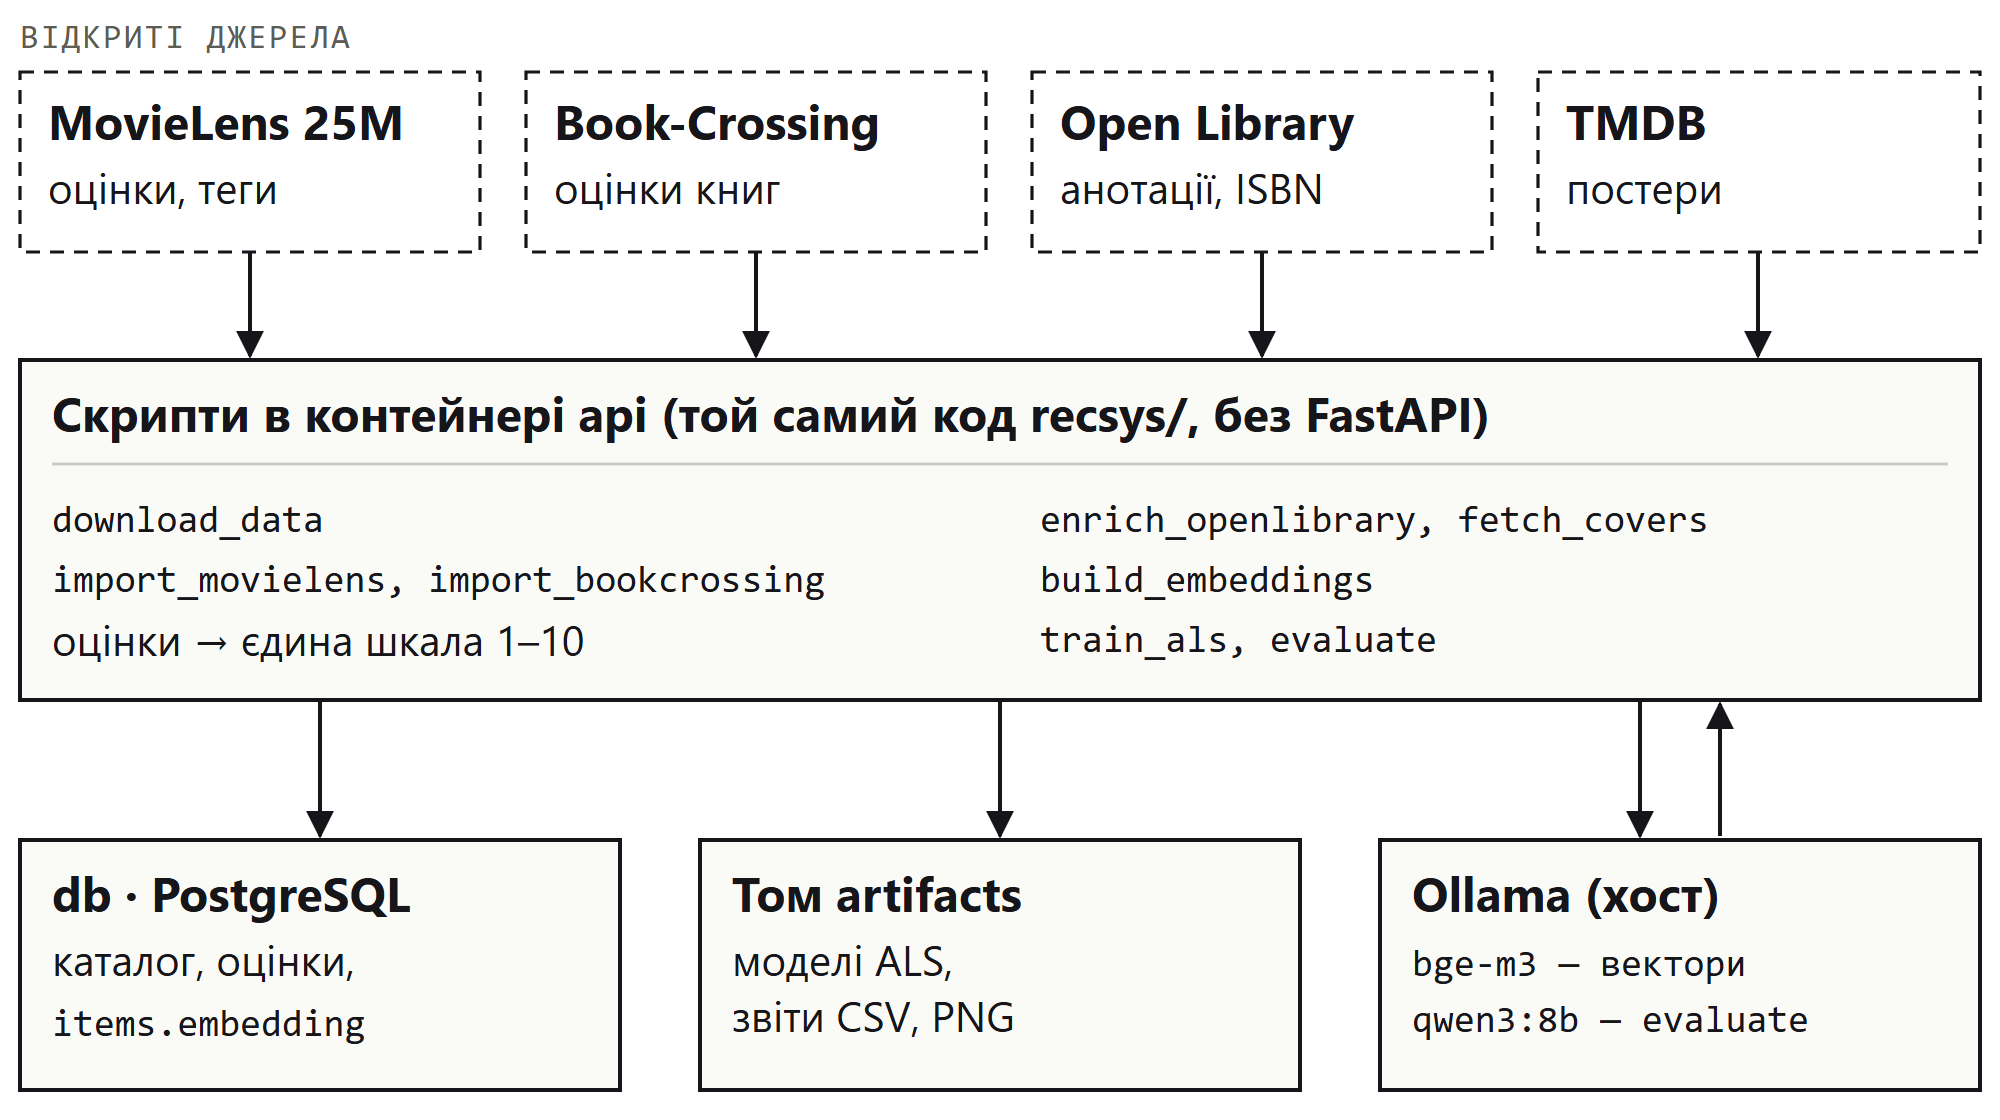 ВІДКРИТІ ДЖЕРЕЛА
MovieLens 25M
оцінки, теги
Book-Crossing
оцінки книг
Open Library
анотації, ISBN
TMDB
постери
Скрипти в контейнері api (той самий код recsys/, без FastAPI)
download_data
import_movielens, import_bookcrossing
оцінки → єдина шкала 1–10
enrich_openlibrary, fetch_covers
build_embeddings
train_als, evaluate
db · PostgreSQL
каталог, оцінки,
items.embedding
Том artifacts
моделі ALS,
звіти CSV, PNG
Ollama (хост)
bge-m3 — вектори
qwen3:8b — evaluate